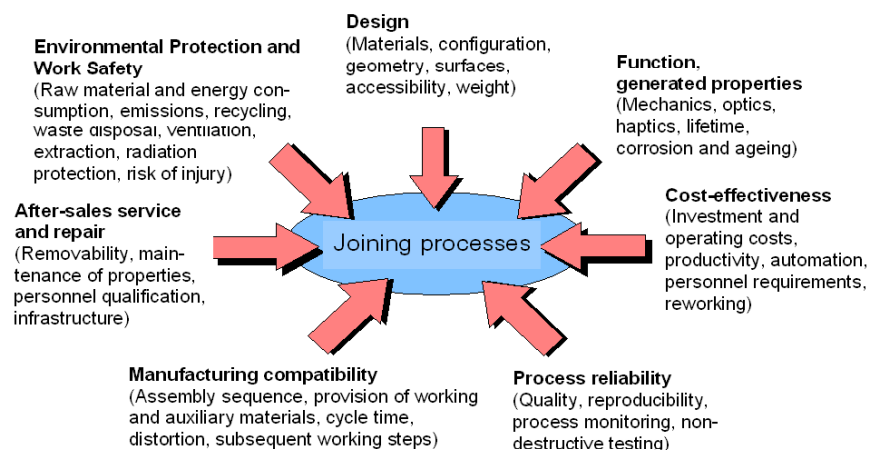 Design
(Materials, configuration,
geometry, surfaces,
accessibility, weight)
Environmental Protection and
Work Safety
(Raw material and energy con-
sumption, emissions, recycling,
waste disposal, ventilation,
extraction, radiation
protection, risk of injury)
Function,
generated properties
(Mechanics, optics,
haptics, lifetime,
corrosion and ageing)
After-sales service
and repair
(Removability, main-
tenance of properties,
personnel qualification,
infrastructure)
Joining processes
Cost-effectiveness
(Investment and
operating costs,
productivity, automation,
personnel requirements,
reworking)
Manufacturing compatibility
(Assembly sequence, provision of working
and auxiliary materials, cycle time,
distortion, subsequent working steps)
Process reliability
(Quality, reproducibility,
process monitoring, non-
destructive testing)